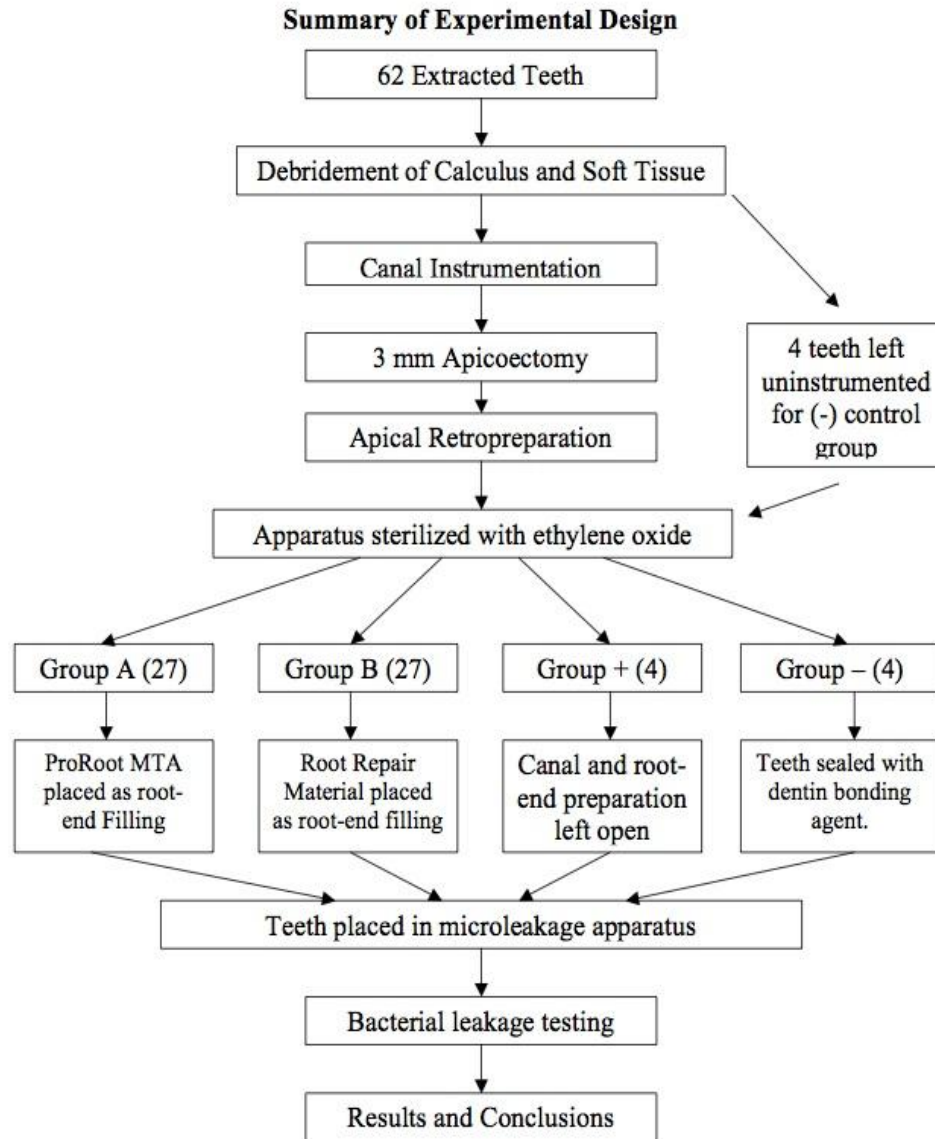 Summary of Experimental Design
62 Extracted Teeth
Debridement of Calculus and Soft Tissue
Canal Instrumentation
3 mm Apicoectomy
4 teeth left
uninstrumented
for (-) control
group
Apical Retropreparation
Apparatus sterilized with ethylene oxide
Group A (27)
Group B (27)
Group + (4)
Group – (4)
ProRoot MTA
placed as root-
end Filling
Root Repair
Material placed
as root-end filling
Canal and root-
end preparation
left open
Teeth sealed with
dentin bonding
agent.
Teeth placed in microleakage apparatus
Bacterial leakage testing
Results and Conclusions